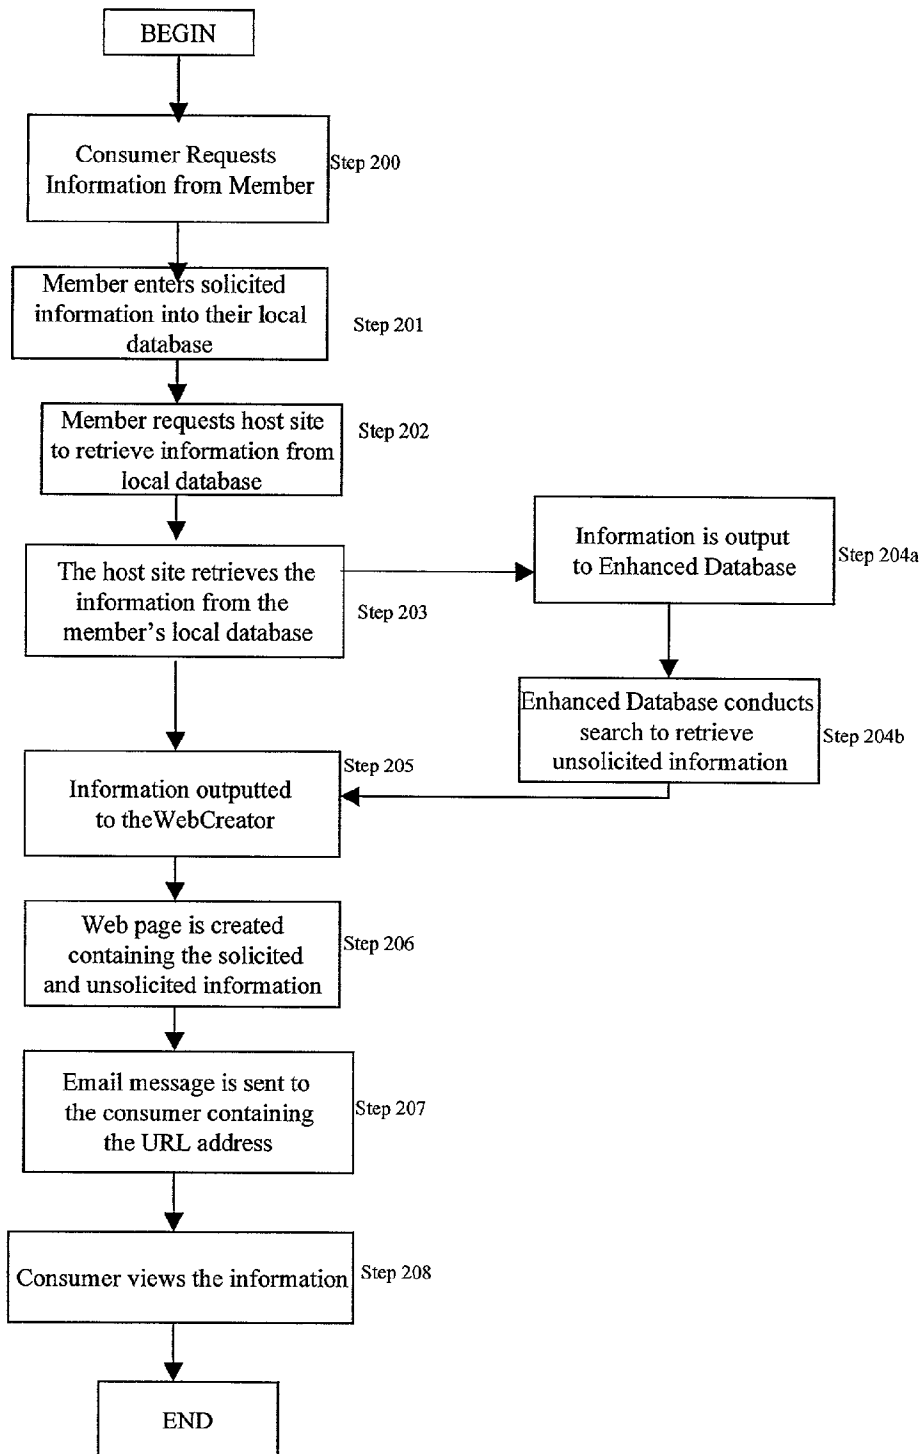 BEGIN
Consumer Requests
Information from Member
Step 200
Member enters solicited
information into their local
database
Step 201
Member requests host site
to retrieve information from
local database
Step 202
The host site retrieves the
information from the
member's local database
Step 203
Information is output
to Enhanced Database
Step 204a
Enhanced Database conducts
search to retrieve
unsolicited information
Step 204b
Information outputted
to theWebCreator
Step 205
Web page is created
containing the solicited
and unsolicited information
Step 206
Email message is sent to
the consumer containing
the URL address
Step 207
Consumer views the information
Step 208
END